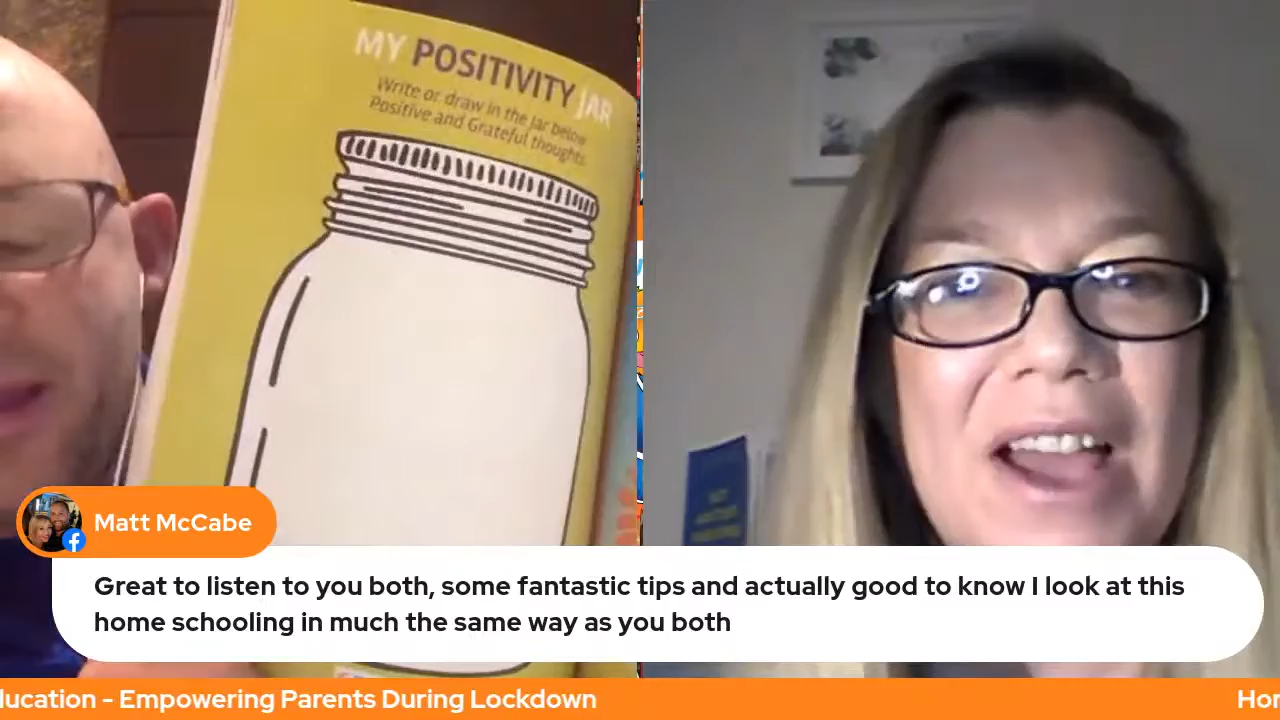 MY POSITIVITY JAR
Write or draw in the jar below
Positive and Grateful thoughts
Matt McCabe
Great to listen to you both, some fantastic tips and actually good to know I look at this
home schooling in much the same way as you both
- Empowering Parents During Lockdown